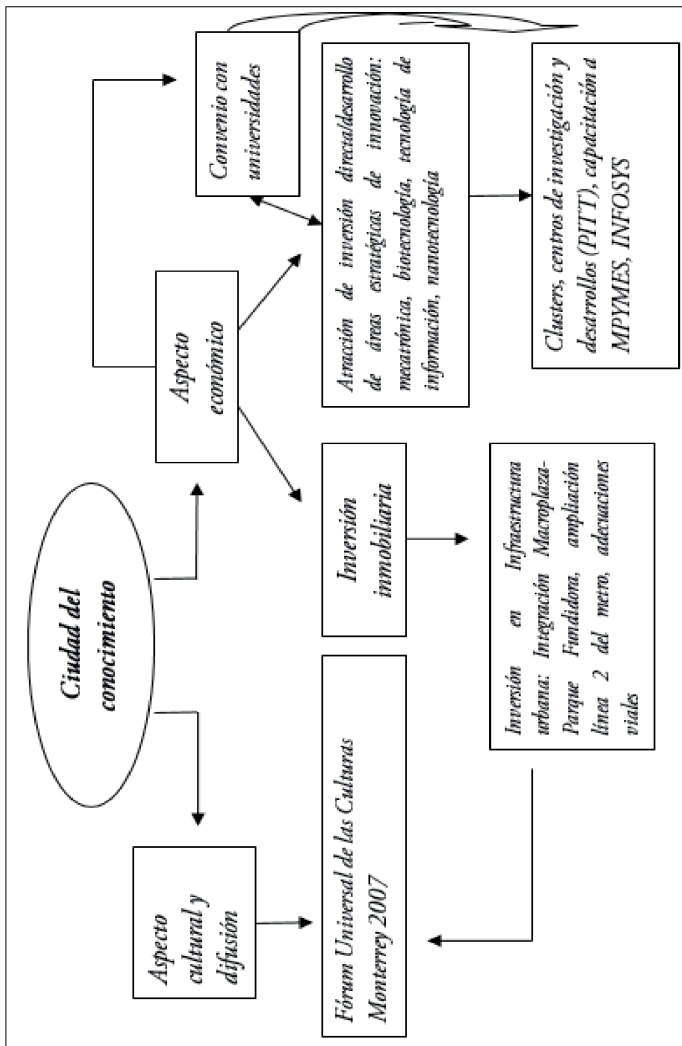 Ciudad del
conocimiento
Aspecto
cultural y
difusión
Aspecto
económico
Convenio con
universidades
Fórum Universal de las Culturas
Monterrey 2007
Inversión
inmobiliaria
Atracción de inversión directa/desarrollo
de áreas estratégicas de innovación:
mecatrónica, biotecnología, tecnología de
información, nanotecnología
Inversión en Infraestructura
urbana: Integración Macroplaza-
Parque Fundidora, ampliación
línea 2 del metro, adecuaciones
viales
Clusters, centros de investigación y
desarrollos (PITT), capacitación a
MPYMES, INFOSYS